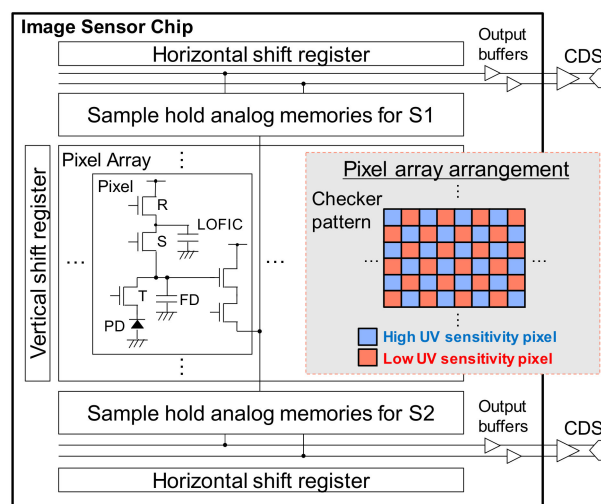 Image Sensor Chip
Horizontal shift register
Output
buffers
CDS
Sample hold analog memories for S1
Vertical shift register
Pixel Array
⋮
Pixel
R
LOFIC
S
...
...
T
FD
PD
⋮
Pixel array arrangement
⋮
Checker
pattern
...
...
⋮
High UV sensitivity pixel
Low UV sensitivity pixel
Sample hold analog memories for S2
Output
buffers
CDS
Horizontal shift register